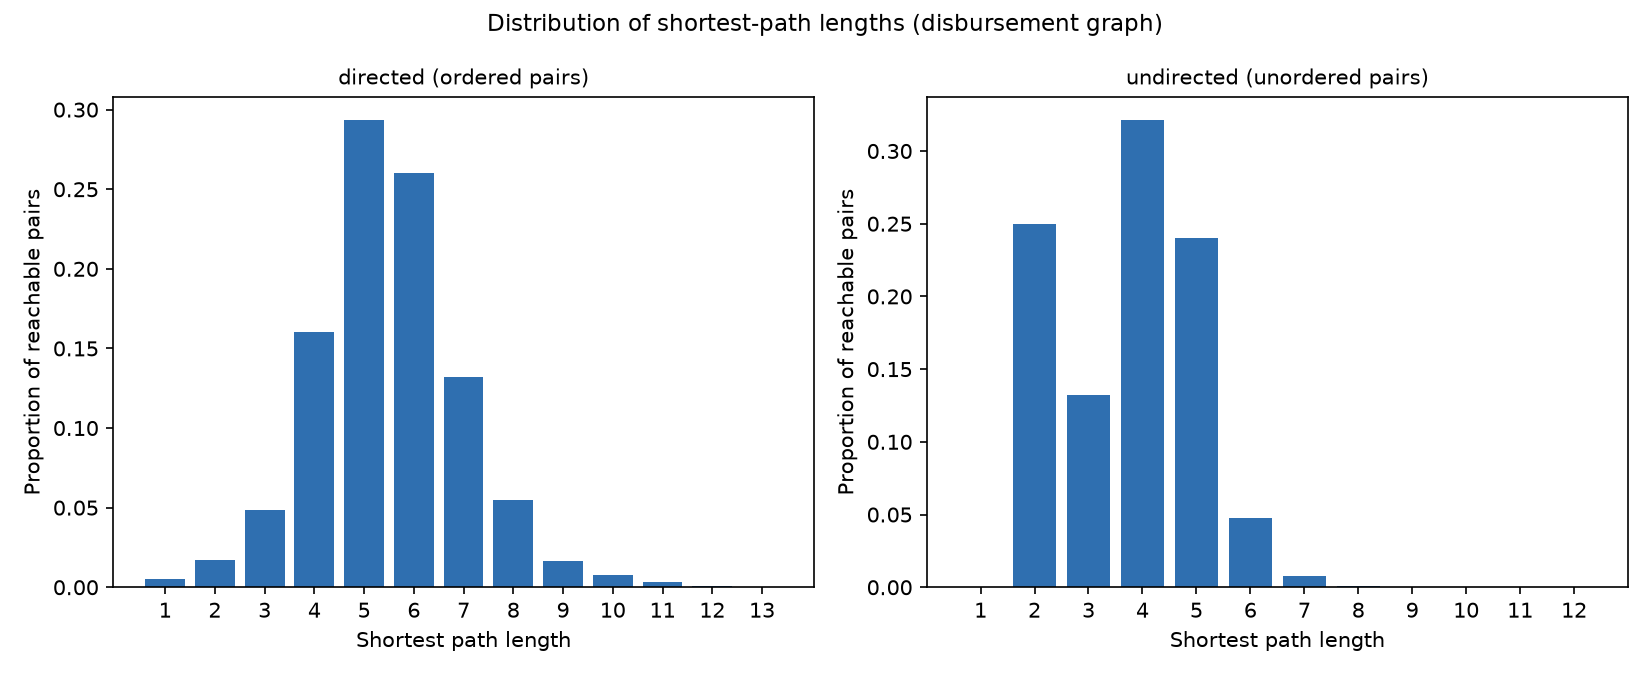 Distribution of shortest-path lengths (disbursement graph)
directed (ordered pairs)
Proportion of reachable pairs
0.30
0.25
0.20
0.15
0.10
0.05
0.00
1 2 3 4 5 6 7 8 9 10 11 12 13
Shortest path length
undirected (unordered pairs)
Proportion of reachable pairs
0.30
0.25
0.20
0.15
0.10
0.05
0.00
1 2 3 4 5 6 7 8 9 10 11 12
Shortest path length